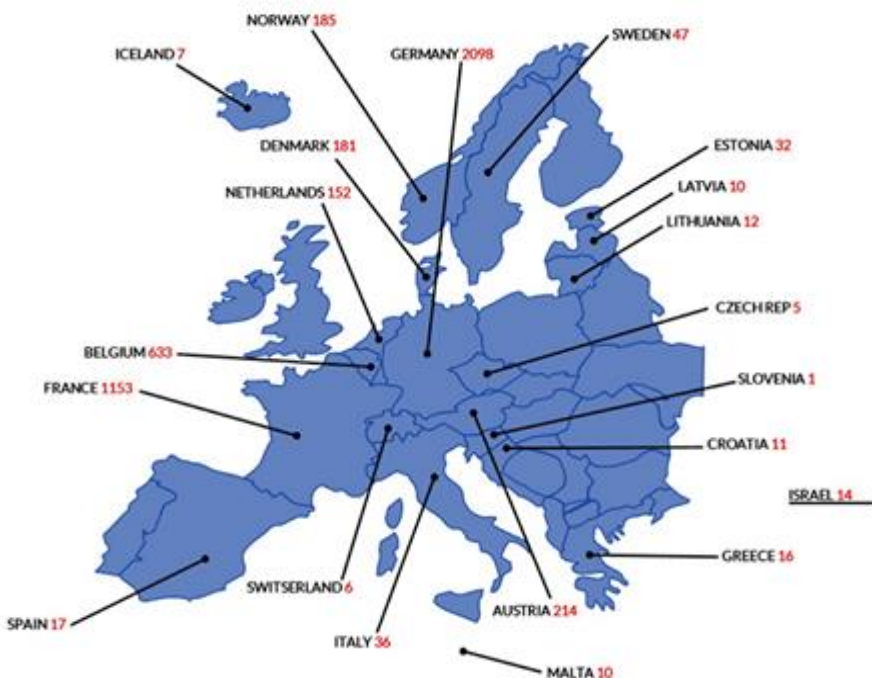 NORWAY 185
SWEDEN 47
ICELAND 7
GERMANY 2098
DENMARK 181
ESTONIA 32
LATVIA 10
NETHERLANDS 152
LITHUANIA 12
CZECH REP 5
BELGIUM 633
SLOVENIA 1
FRANCE 1153
CROATIA 11
ISRAEL 14
GREECE 16
SWITSERLAND 6
AUSTRIA 214
SPAIN 17
ITALY 36
MALTA 10